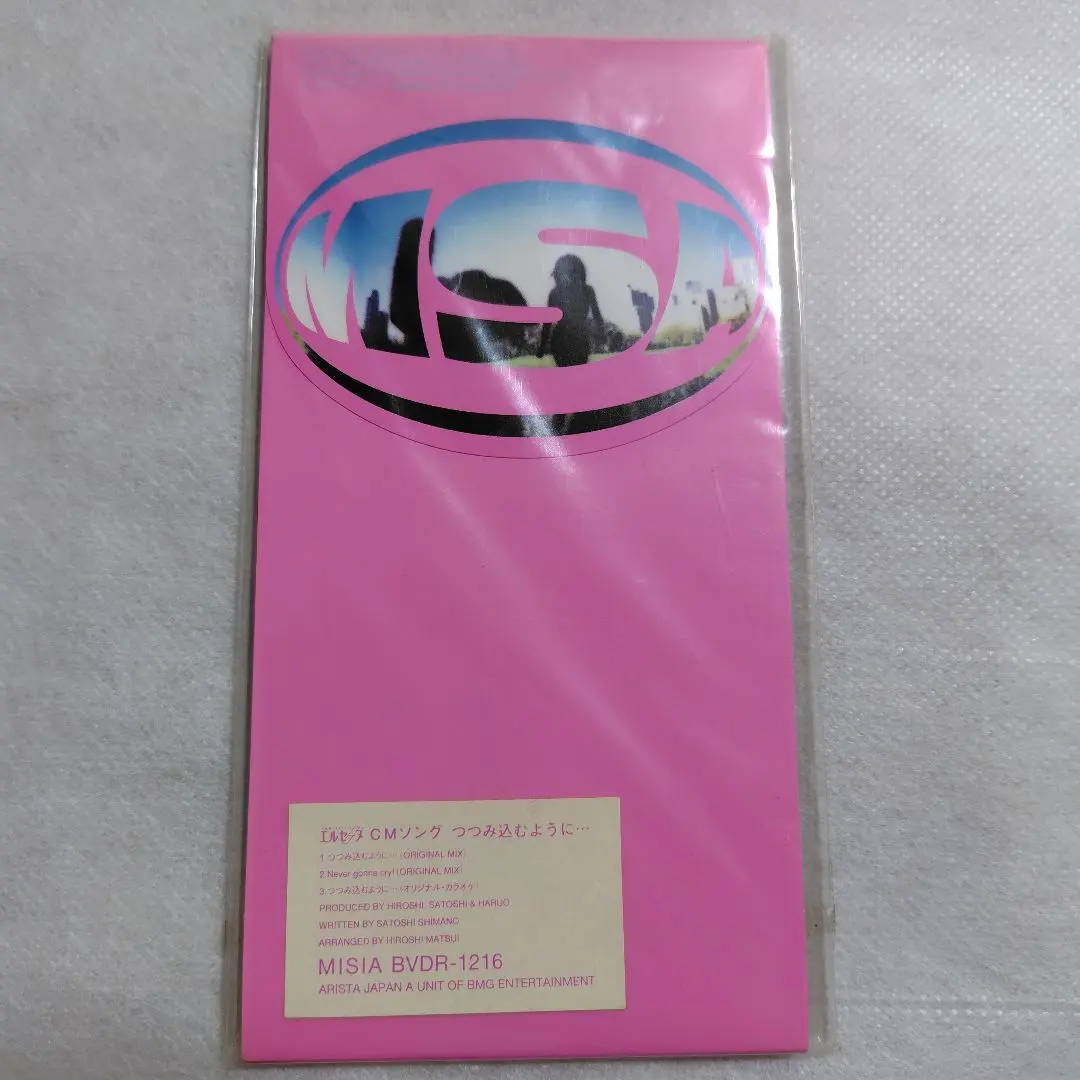 MISIA
エルセーヌ CMソング つつみ込むように…
1.つつみ込むように…(ORIGINAL MIX)
2.Never gonna cry!(ORIGINAL MIX)
3.つつみ込むように…(オリジナル・カラオケ)
PRODUCED BY HIROSHI, SATOSHI & HARUO
WRITTEN BY SATOSHI SHIMANO
ARRANGED BY HIROSHI MATSUI
MISIA BVDR-1216
ARISTA JAPAN A UNIT OF BMG ENTERTAINMENT